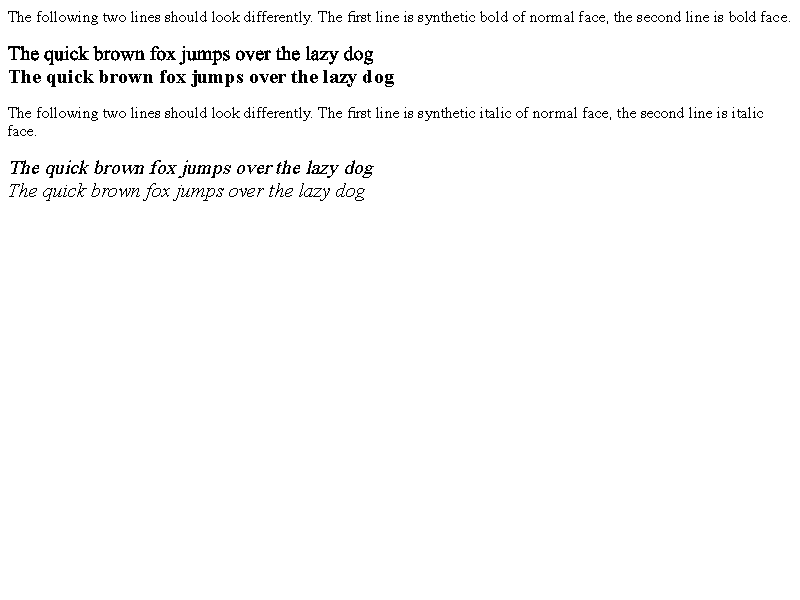 The following two lines should look differently. The first line is synthetic bold of normal face, the second line is bold face.
The quick brown fox jumps over the lazy dog
The quick brown fox jumps over the lazy dog
The following two lines should look differently. The first line is synthetic italic of normal face, the second line is italic
face.
The quick brown fox jumps over the lazy dog
The quick brown fox jumps over the lazy dog